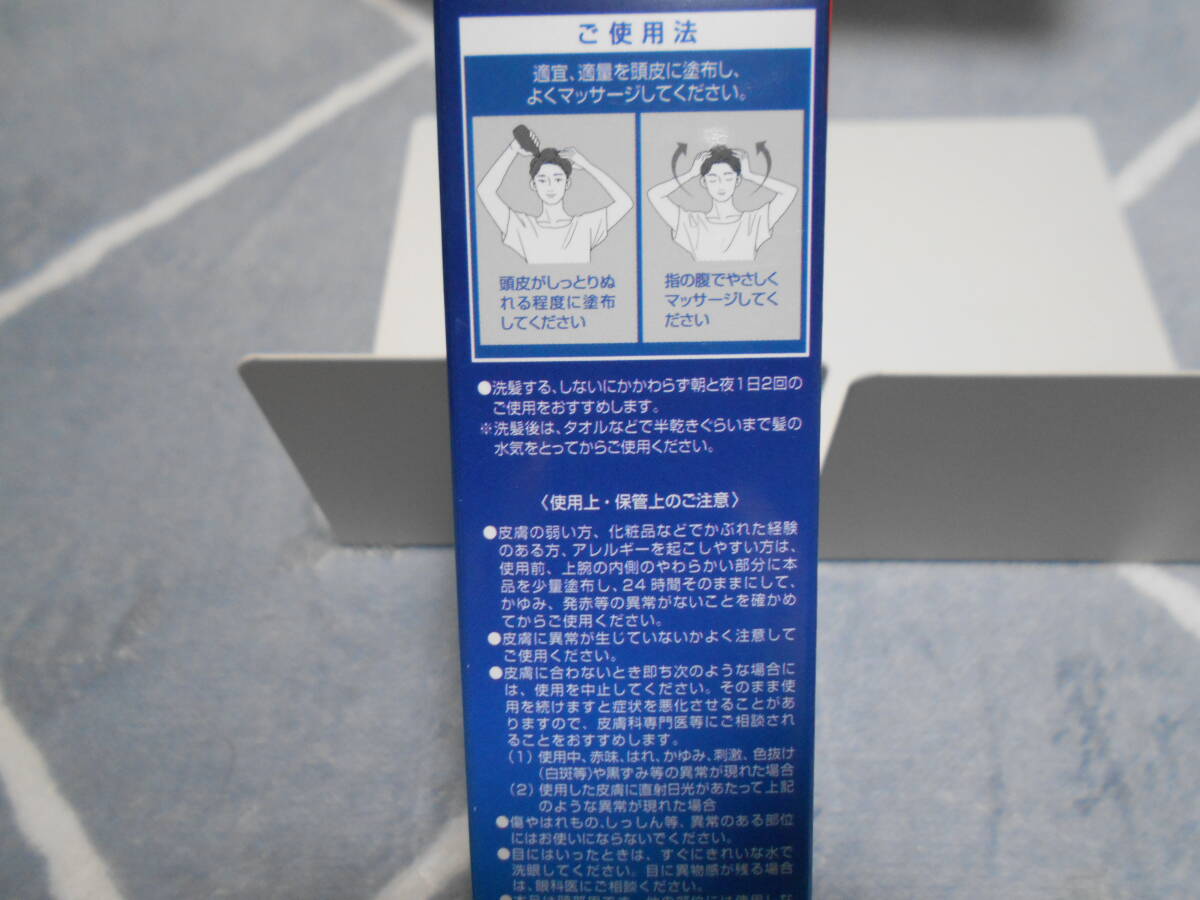 ご使用法
適宜、適量を頭皮に塗布し、
よくマッサージしてください。
頭皮がしっとりぬ
れる程度に塗布
してください
指の腹でやさしく
マッサージしてく
ださい
●洗髪する、しないにかかわらず朝と夜1日2回の
ご使用をおすすめします。
※洗髪後は、タオルなどで半乾きぐらいまで髪の
水気をとってからご使用ください。
〈使用上・保管上のご注意〉
●皮膚の弱い方、化粧品などでかぶれた経験
のある方、アレルギーを起こしやすい方は、
使用前、上腕の内側のやわらかい部分に本
品を少量塗布し、24時間そのままにして、
かゆみ、発赤等の異常がないことを確かめ
てからご使用ください。
●皮膚に異常が生じていないかよく注意して
ご使用ください。
●皮膚に合わないとき即ち次のような場合に
は、使用を中止してください。そのまま使
用を続けますと症状を悪化させることがあ
りますので、皮膚科専門医等にご相談され
ることをおすすめします。
(1)使用中、赤味、はれ、かゆみ、刺激、色抜け
(白斑等)や黒ずみ等の異常が現れた場合
(2)使用した皮膚に直射日光があたって上記
のような異常が現れた場合
●傷やはれもの、しっしん等、異常のある部位
にはお使いにならないでください。
●目にはいったときは、すぐにきれいな水で
洗眼してください。目に異物感が残る場合
は、眼科医にご相談ください。